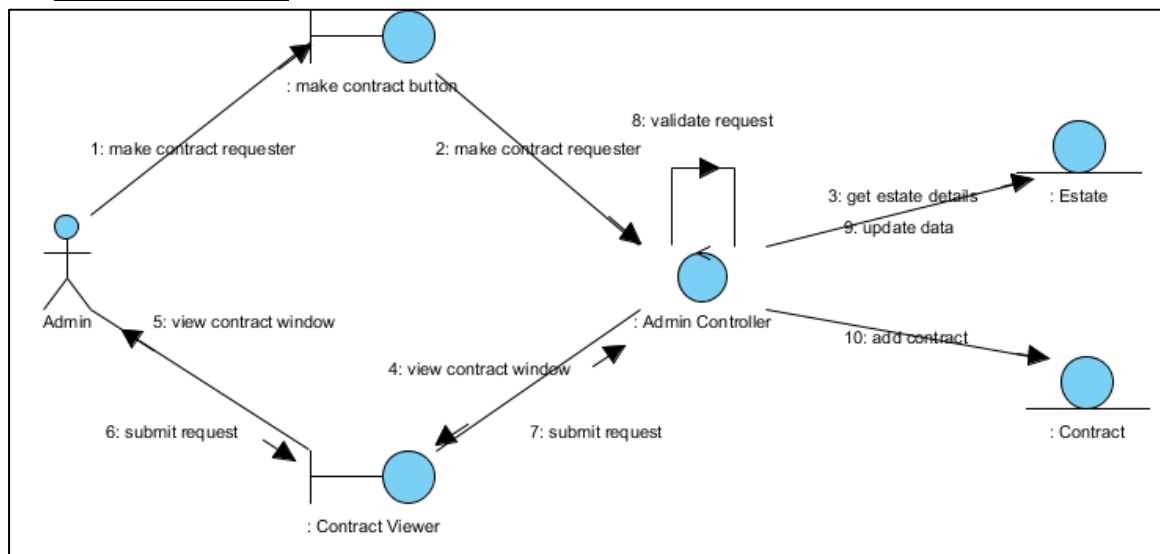 : make contract button
8: validate request
1: make contract requester
2: make contract requester
3: get estate details
: Estate
9: update data
Admin
5: view contract window
: Admin Controller
10: add contract
4: view contract window
6: submit request
7: submit request
: Contract
: Contract Viewer